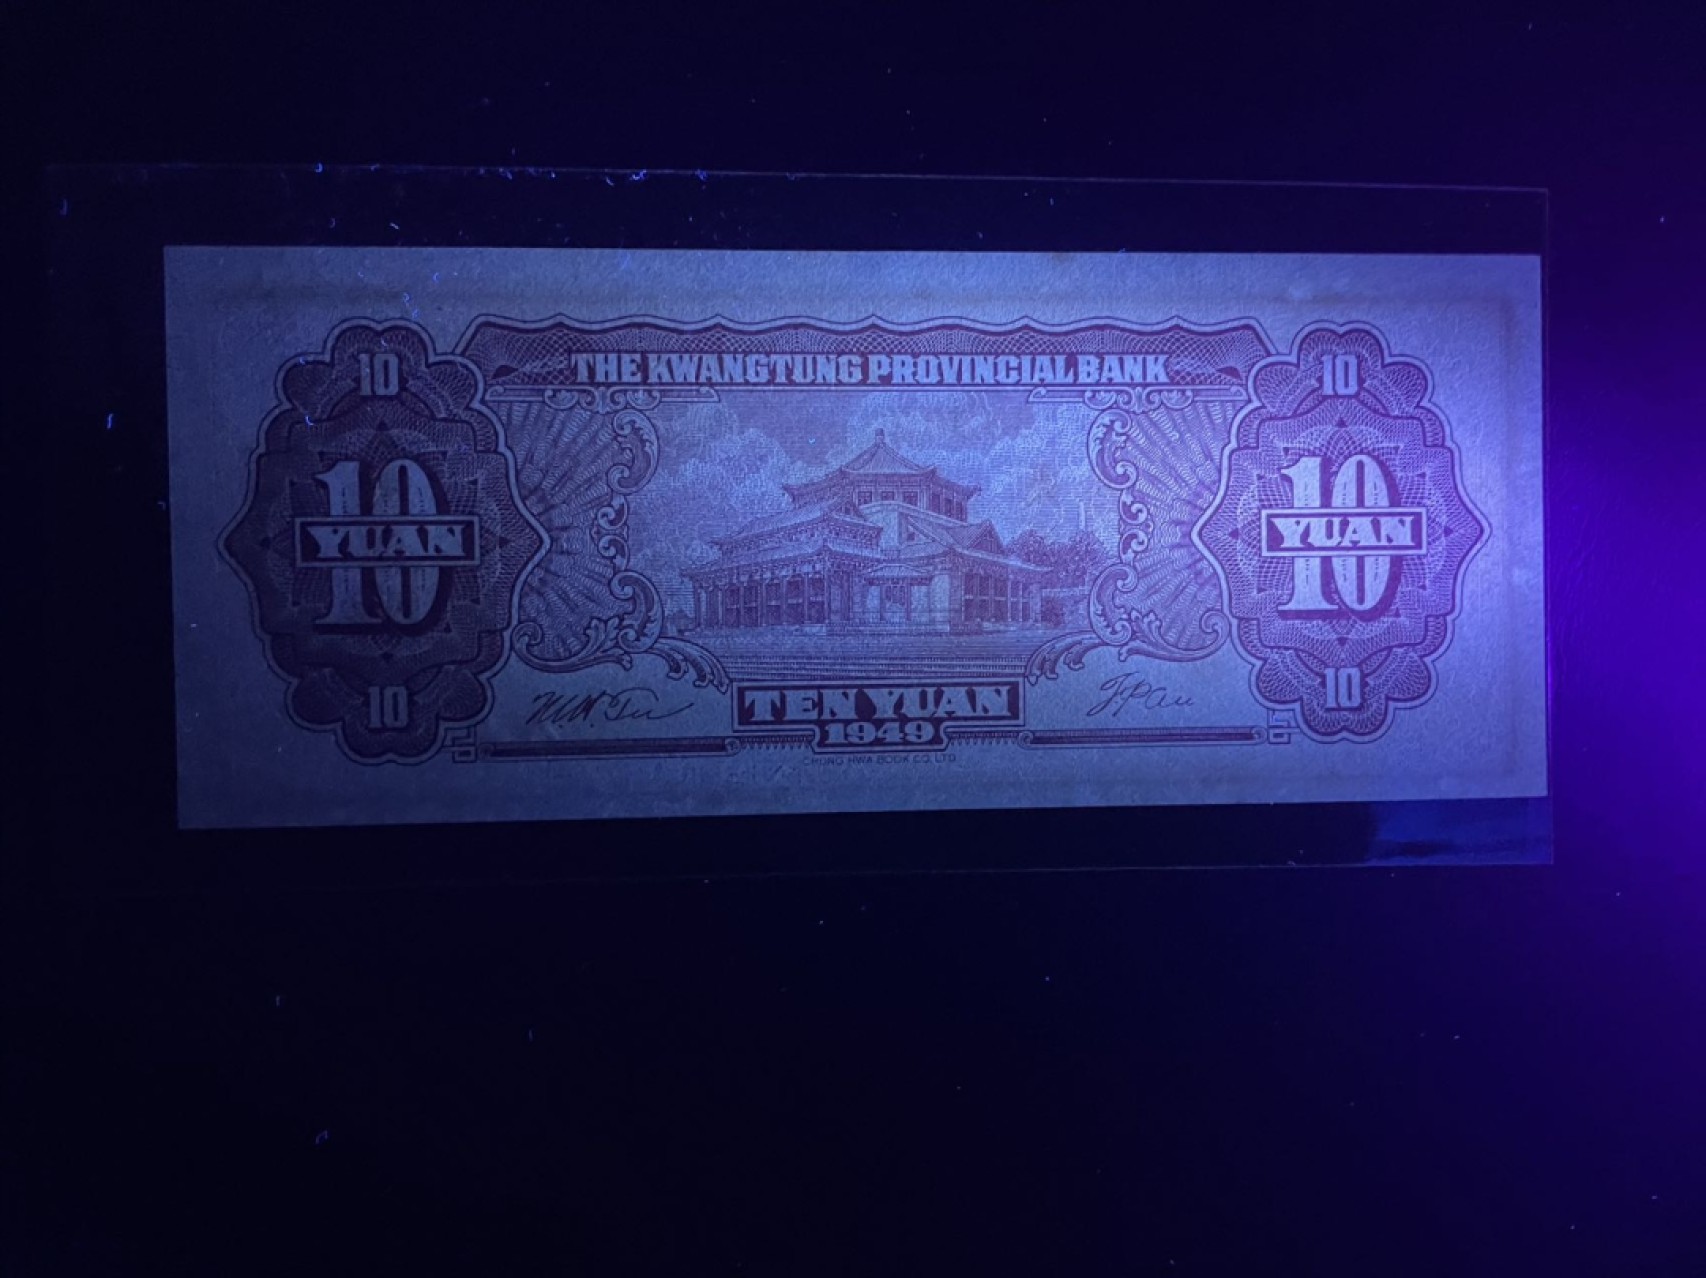 THE KWANGTUNG PROVINCIAL BANK
10
10
10
YUAN
10
YUAN
10
10
TEN YUAN
1949
CHUNG HWA BOOK CO. LTD.